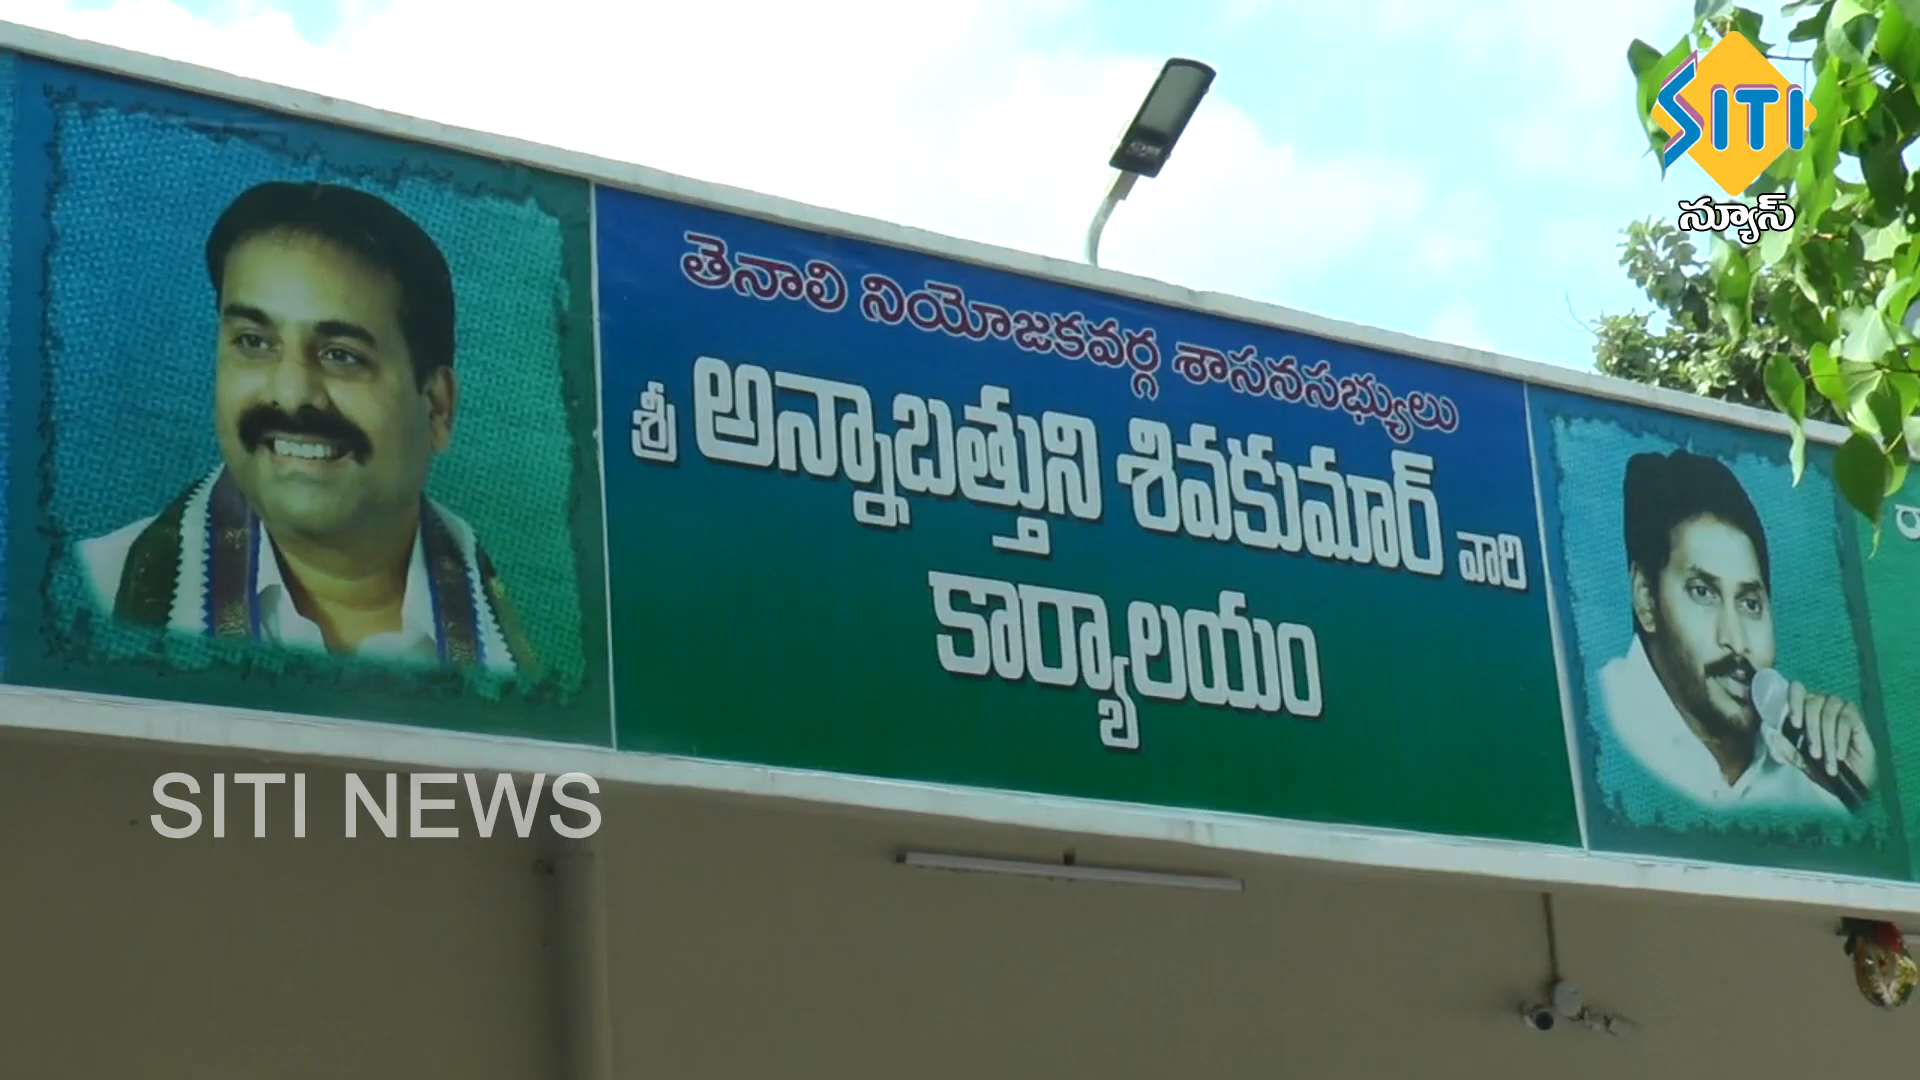 SITI
న్యూస్
తెనాలి నియోజకవర్గ శాసనసభ్యులు
శ్రీ అన్నాబత్తుని శివకుమార్ వారి
కార్యాలయం
SITI NEWS